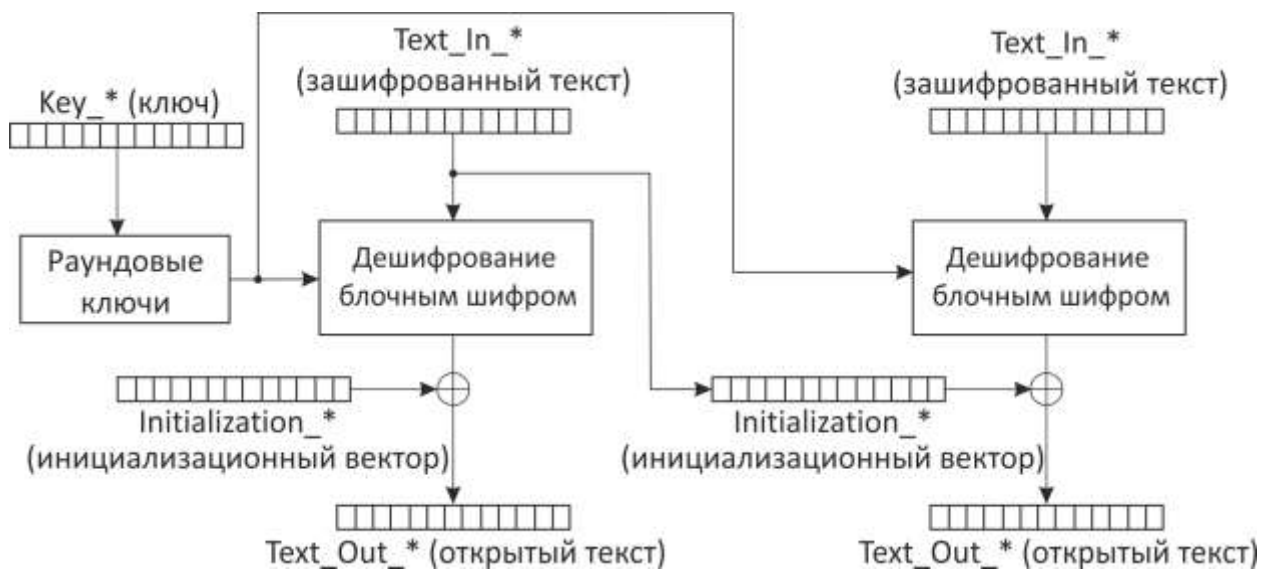 Text_In_*
(зашифрованный текст)
Text_In_*
(зашифрованный текст)
Key_* (ключ)
Раундовые
ключи
Дешифрование
блочным шифром
Дешифрование
блочным шифром
Initialization_*
(инициализационный вектор)
Initialization_*
(инициализационный вектор)
Text_Out_* (открытый текст)
Text_Out_* (открытый текст)